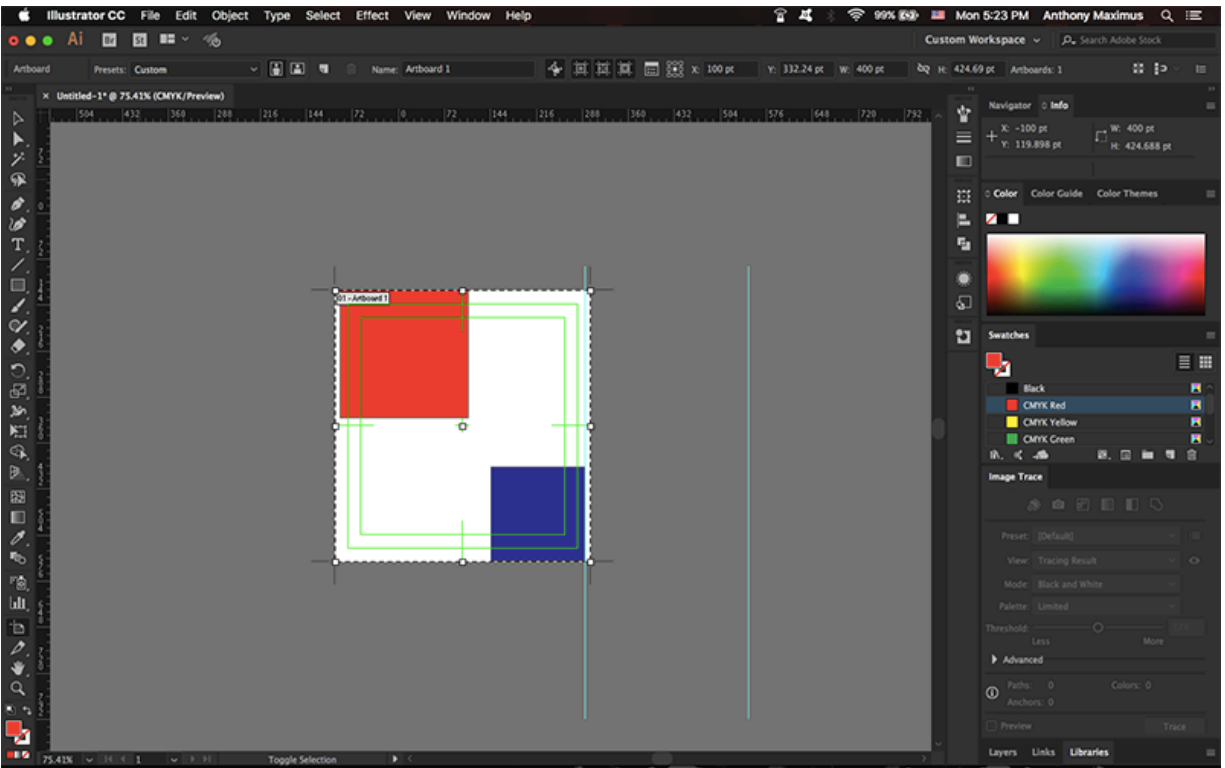 Illustrator CC File Edit Object Type Select Effect View Window Help 99% Mon 5:23 PM Anthony Maximus
Ai Br St Custom Workspace Search Adobe Stock
Artboard Presets: Custom Name: Artboard 1 X: 100 pt Y: 332.24 pt W: 400 pt H: 424.69 pt Artboards: 1
× Untitled-1* @ 75.41% (CMYK/Preview)
504 432 360 288 216 144 72 0 72 144 216 288 360 432 504 576 648 720 792
Navigator Info
X: -100 pt W: 400 pt
Y: 119.898 pt H: 424.688 pt
Color Color Guide Color Themes
01 - Artboard 1
Swatches
Black
CMYK Red
CMYK Yellow
CMYK Green
Image Trace
Preset: [Default]
View: Tracing Result
Mode: Black and White
Palette: Limited
Threshold:
Less More
Advanced
Paths: 0 Colors: 0
Anchors: 0
Preview Trace
Layers Links Libraries
75.41% 1 Toggle Selection